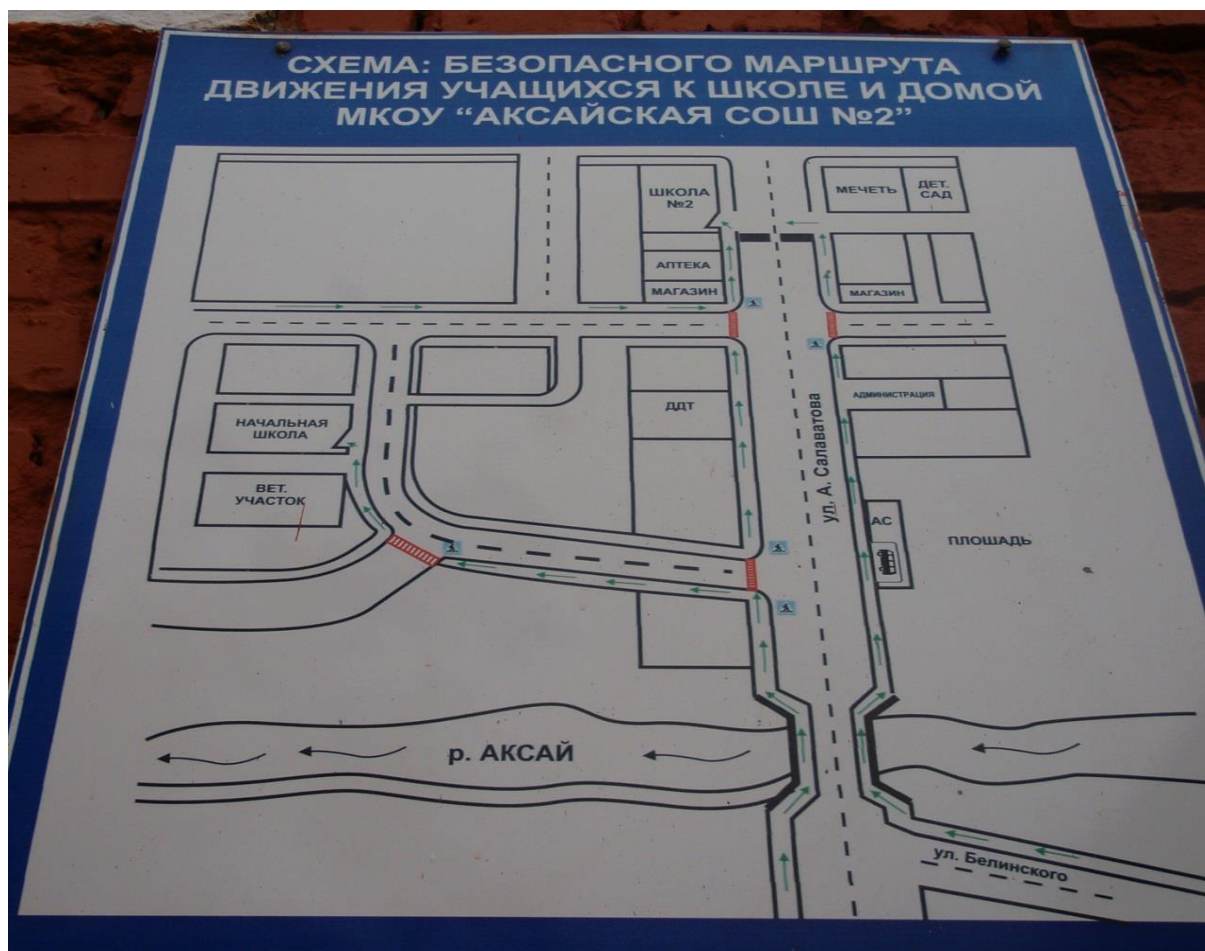 СХЕМА: БЕЗОПАСНОГО МАРШРУТА
ДВИЖЕНИЯ УЧАЩИХСЯ К ШКОЛЕ И ДОМОЙ
МКОУ “АКСАЙСКАЯ СОШ №2”
ШКОЛА
№2
МЕЧЕТЬ
ДЕТ.
САД
АПТЕКА
МАГАЗИН
МАГАЗИН
НАЧАЛЬНАЯ
ШКОЛА
ДДТ
АДМИНИСТРАЦИЯ
ул. А. Салаватова
ВЕТ.
УЧАСТОК
АС
ПЛОШАДЬ
р. АКСАЙ
ул. Белинского